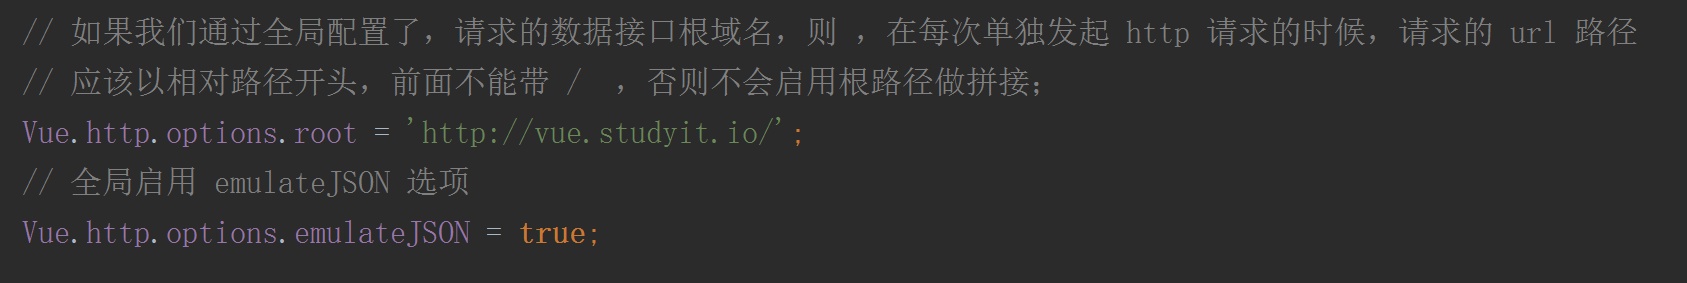 // 如果我们通过全局配置了，请求的数据接口根域名，则 ，在每次单独发起 http 请求的时候，请求的 url 路径
// 应该以相对路径开头，前面不能带 /  ，否则不会启用根路径做拼接；
Vue.http.options.root = 'http://vue.studyit.io/';
// 全局启用 emulateJSON 选项
Vue.http.options.emulateJSON = true;